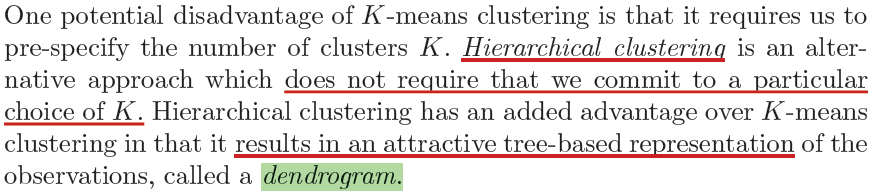 One potential disadvantage of K-means clustering is that it requires us to
pre-specify the number of clusters K. Hierarchical clustering is an alter-
native approach which does not require that we commit to a particular
choice of K. Hierarchical clustering has an added advantage over K-means
clustering in that it results in an attractive tree-based representation of the
observations, called a dendrogram.